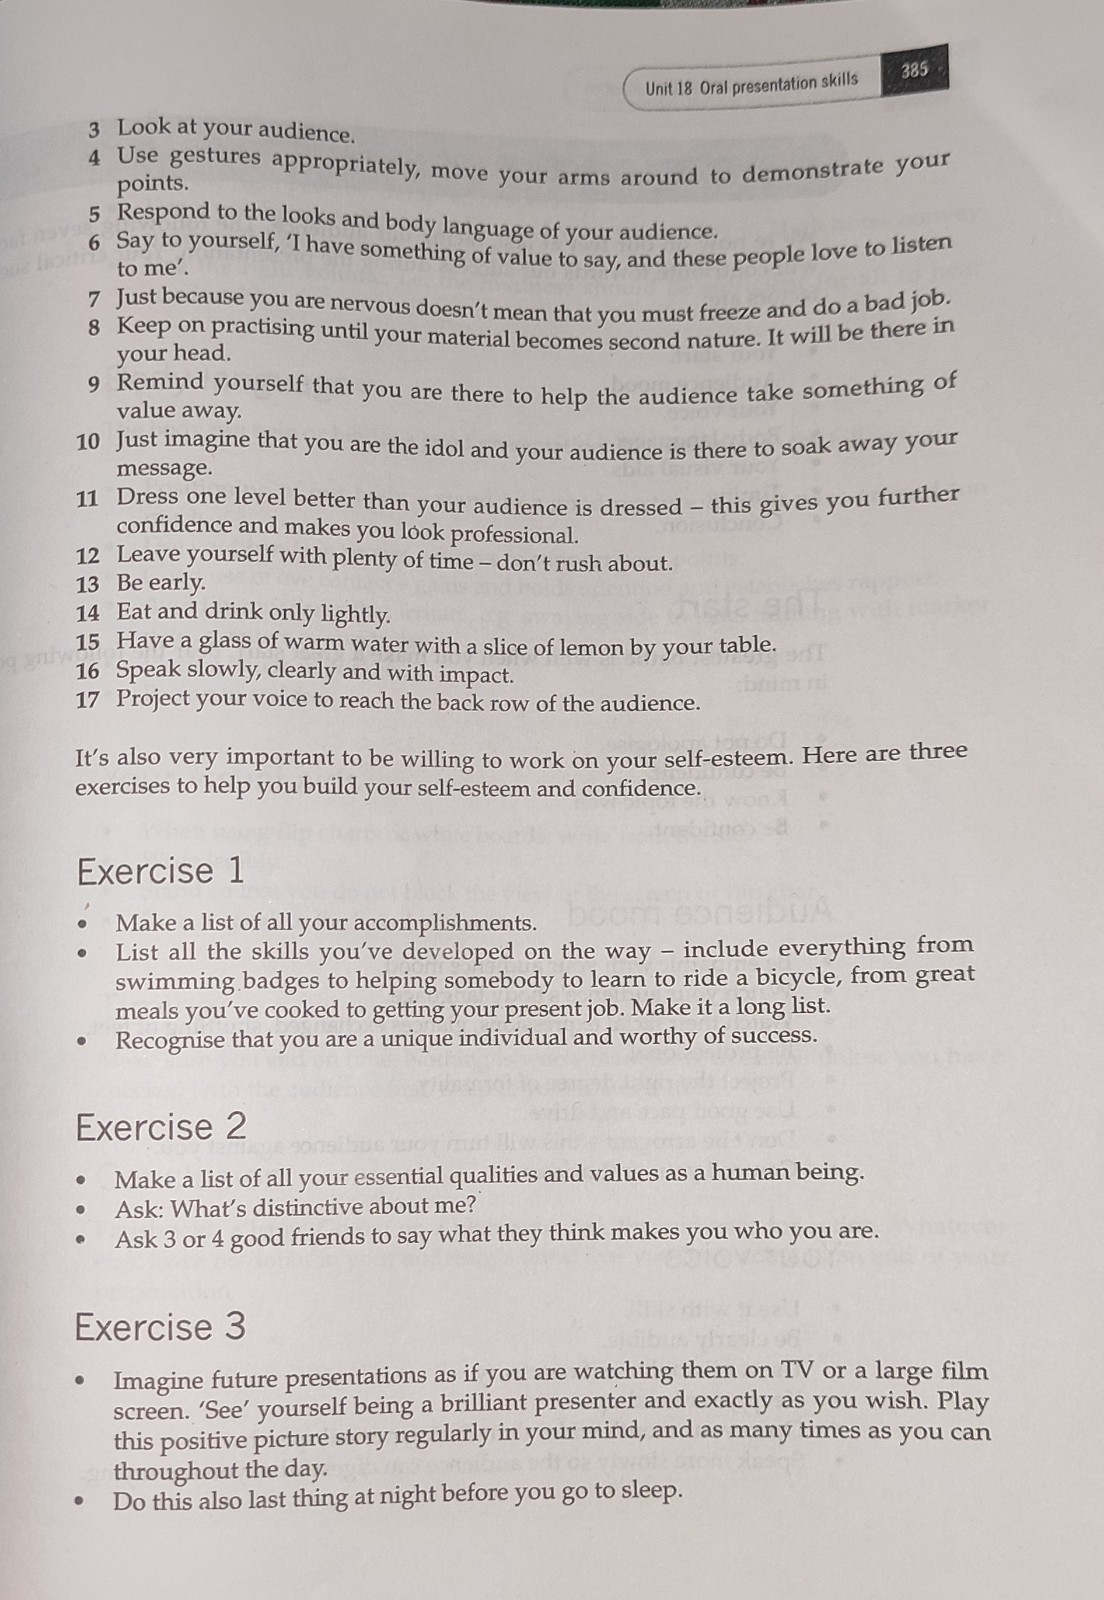 Unit 18 Oral presentation skills 385
3 Look at your audience.
4 Use gestures appropriately, move your arms around to demonstrate your
points.
5 Respond to the looks and body language of your audience.
6 Say to yourself, 'I have something of value to say, and these people love to listen
to me'.
7 Just because you are nervous doesn't mean that you must freeze and do a bad job.
8 Keep on practising until your material becomes second nature. It will be there in
your head.
9 Remind yourself that you are there to help the audience take something of
value away.
10 Just imagine that you are the idol and your audience is there to soak away your
message.
11 Dress one level better than your audience is dressed – this gives you further
confidence and makes you look professional.
12 Leave yourself with plenty of time – don't rush about.
13 Be early.
14 Eat and drink only lightly.
15 Have a glass of warm water with a slice of lemon by your table.
16 Speak slowly, clearly and with impact.
17 Project your voice to reach the back row of the audience.
It's also very important to be willing to work on your self-esteem. Here are three
exercises to help you build your self-esteem and confidence.
Exercise 1
• Make a list of all your accomplishments.
• List all the skills you've developed on the way – include everything from
swimming badges to helping somebody to learn to ride a bicycle, from great
meals you've cooked to getting your present job. Make it a long list.
• Recognise that you are a unique individual and worthy of success.
Exercise 2
• Make a list of all your essential qualities and values as a human being.
• Ask: What's distinctive about me?
• Ask 3 or 4 good friends to say what they think makes you who you are.
Exercise 3
• Imagine future presentations as if you are watching them on TV or a large film
screen. 'See' yourself being a brilliant presenter and exactly as you wish. Play
this positive picture story regularly in your mind, and as many times as you can
throughout the day.
• Do this also last thing at night before you go to sleep.